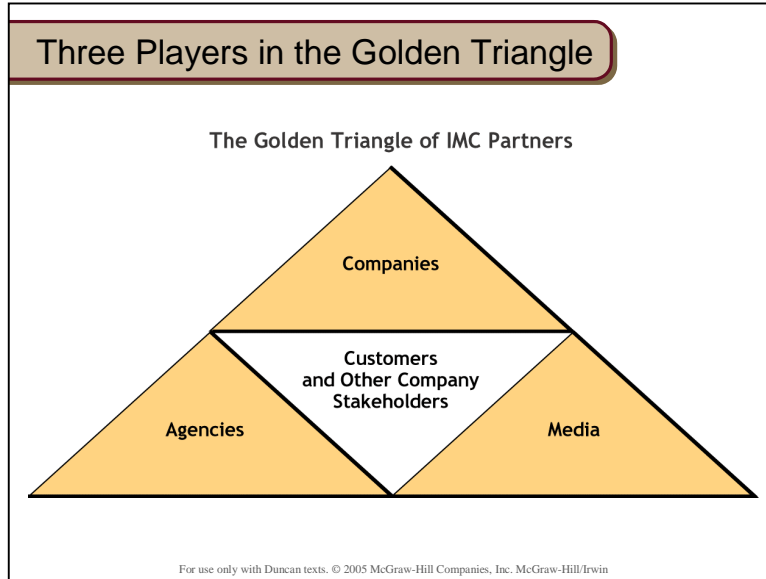 Three Players in the Golden Triangle
The Golden Triangle of IMC Partners
Companies
Customers
and Other Company
Stakeholders
Agencies
Media
For use only with Duncan texts. © 2005 McGraw-Hill Companies, Inc. McGraw-Hill/Irwin